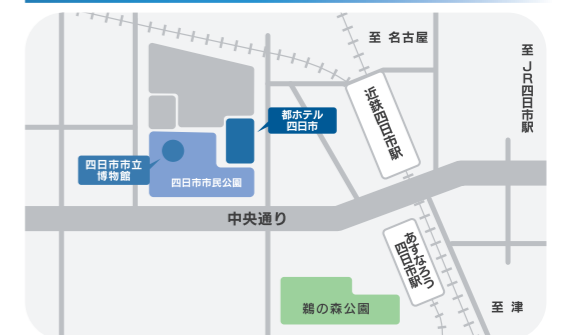 至 名古屋
至 JR四日市駅
近鉄四日市駅
都ホテル
四日市
四日市市立
博物館
四日市市民公園
中央通り
あすなろう
四日市駅
鵜の森公園
至 津